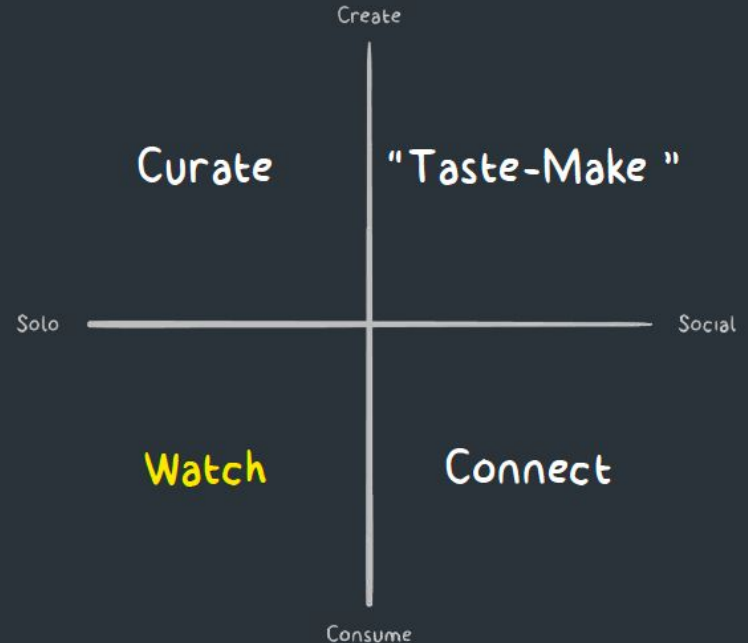 Create
Curate
"Taste-Make"
Solo
Social
Watch
Connect
Consume